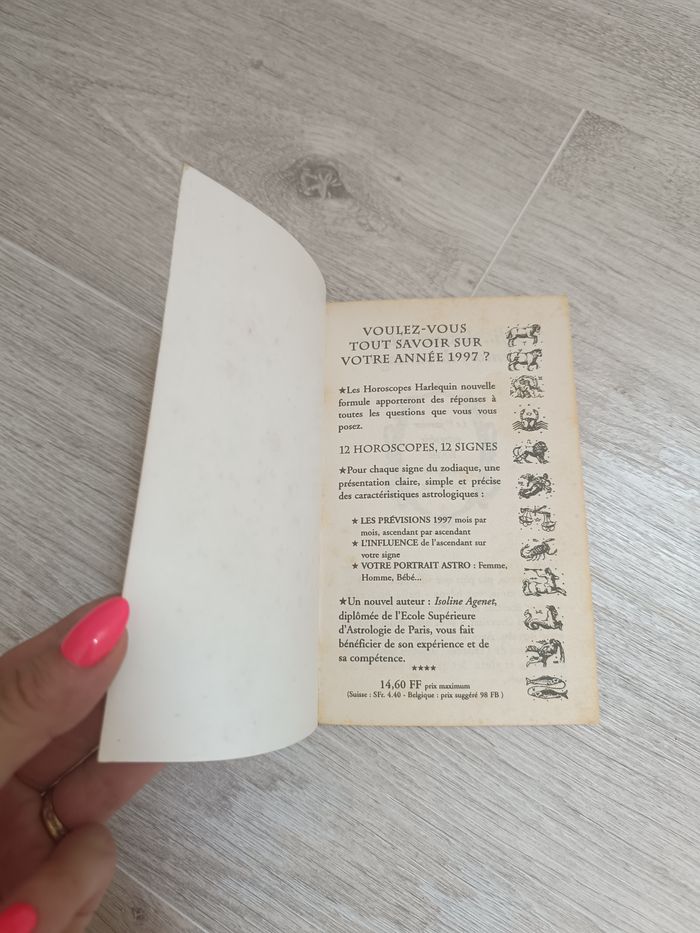 VOULEZ-VOUS
TOUT SAVOIR SUR
VOTRE ANNÉE 1997 ?
★Les Horoscopes Harlequin nouvelle
formule apporteront des réponses à
toutes les questions que vous vous
posez.
12 HOROSCOPES, 12 SIGNES
★Pour chaque signe du zodiaque, une
présentation claire, simple et précise
des caractéristiques astrologiques :
★ LES PRÉVISIONS 1997 mois par
mois, ascendant par ascendant
★ L'INFLUENCE de l'ascendant sur
votre signe
★ VOTRE PORTRAIT ASTRO : Femme,
Homme, Bébé...
★Un nouvel auteur : Isoline Agenet,
diplômée de l'Ecole Supérieure
d'Astrologie de Paris, vous fait
bénéficier de son expérience et de
sa compétence.
★★★★
14,60 FF prix maximum
(Suisse : SFr. 4.40 - Belgique : prix suggéré 98 FB )